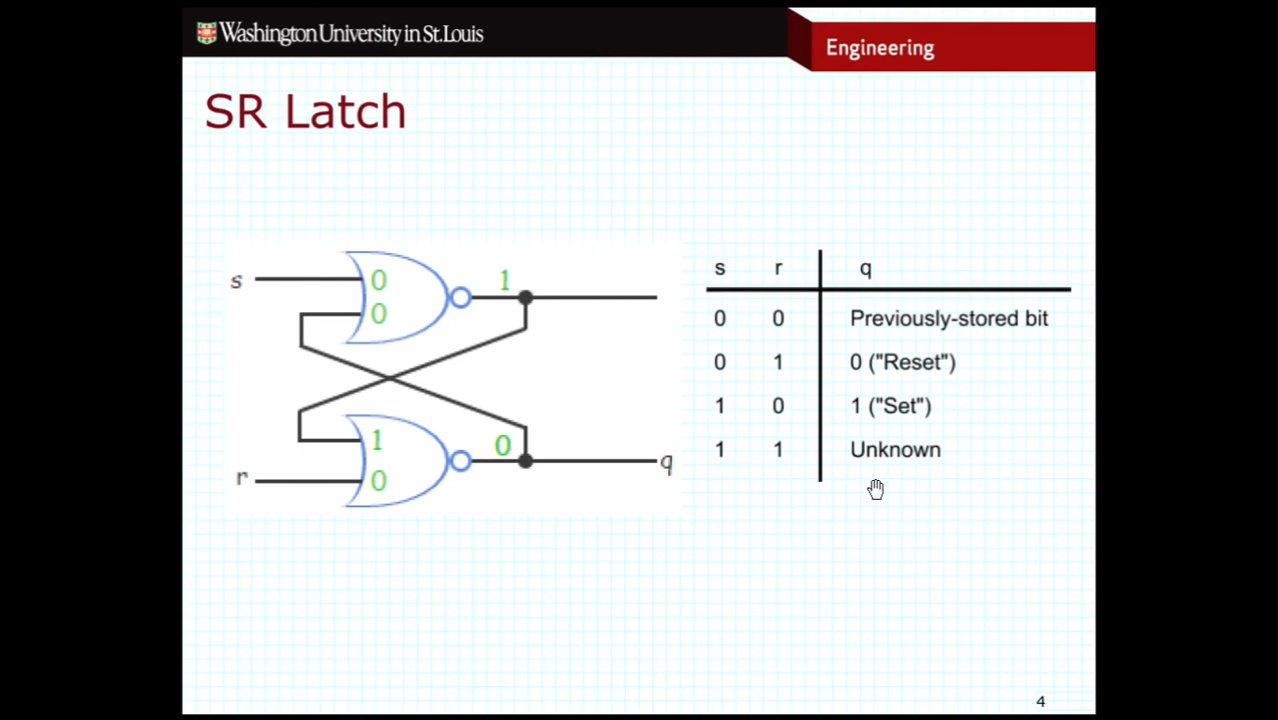 Washington University in St. Louis
Engineering
SR Latch
s
0
0
1
1
0
0
r
q
s r q
0 0 Previously-stored bit
0 1 0 ("Reset")
1 0 1 ("Set")
1 1 Unknown
4